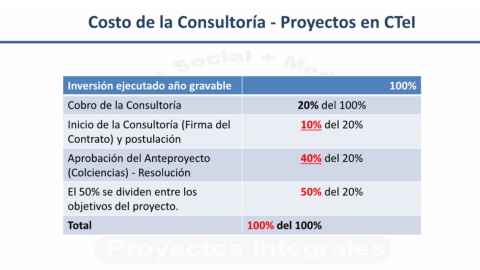 Costo de la Consultoría - Proyectos en CTeI
Social + Me
Inversión ejecutado año gravable 100%
Cobro de la Consultoría 20% del 100%
Inicio de la Consultoría (Firma del
Contrato) y postulación 10% del 20%
Aprobación del Anteproyecto
(Colciencias) - Resolución 40% del 20%
El 50% se dividen entre los
objetivos del proyecto. 50% del 20%
Total 100% del 100%
Proyectos Integrales